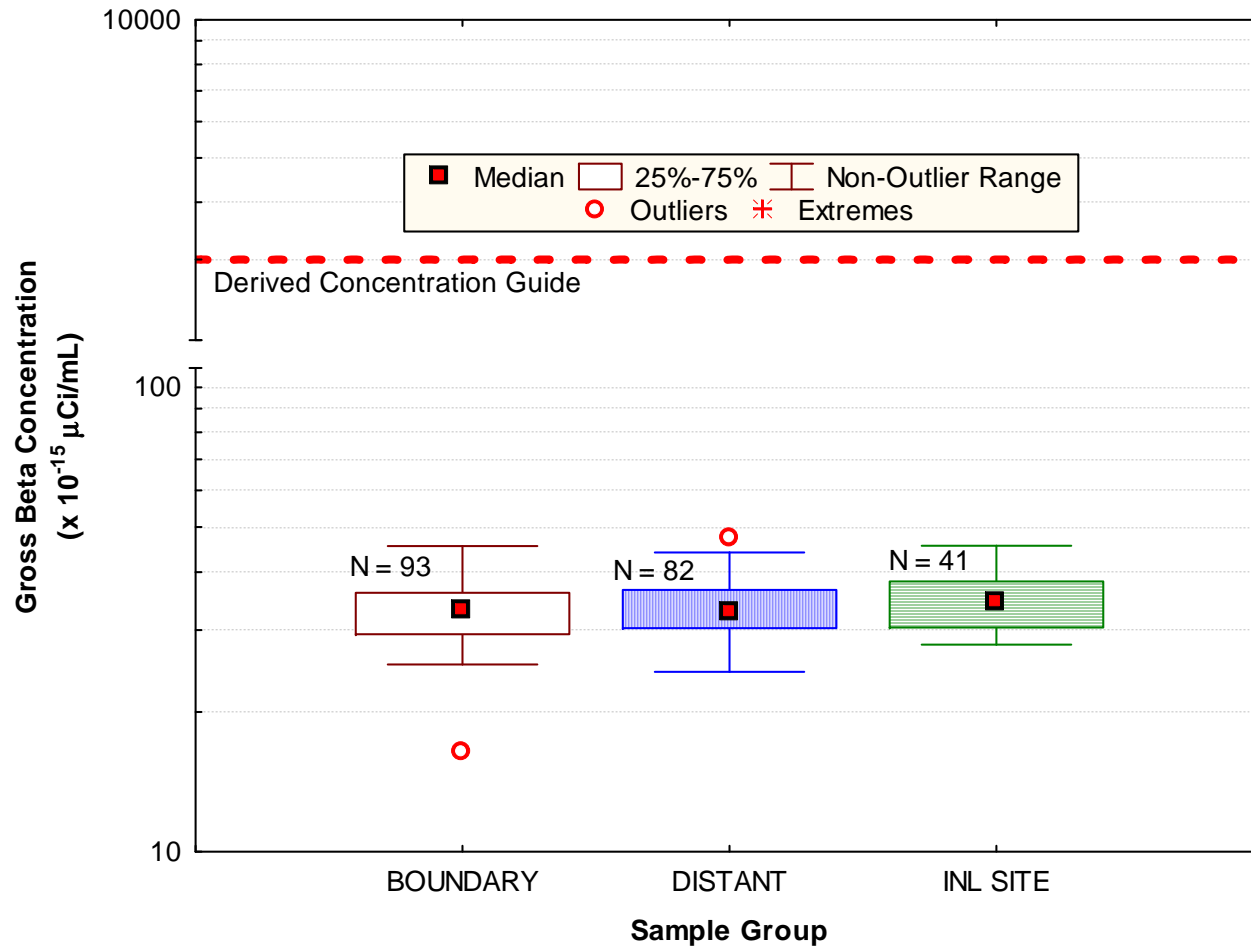 10000
Median 25%-75% Non-Outlier Range
Outliers Extremes
Derived Concentration Guide
100
Gross Beta Concentration
(x 10⁻¹⁵ μCi/mL)
N = 93
N = 82
N = 41
10
BOUNDARY DISTANT INL SITE
Sample Group